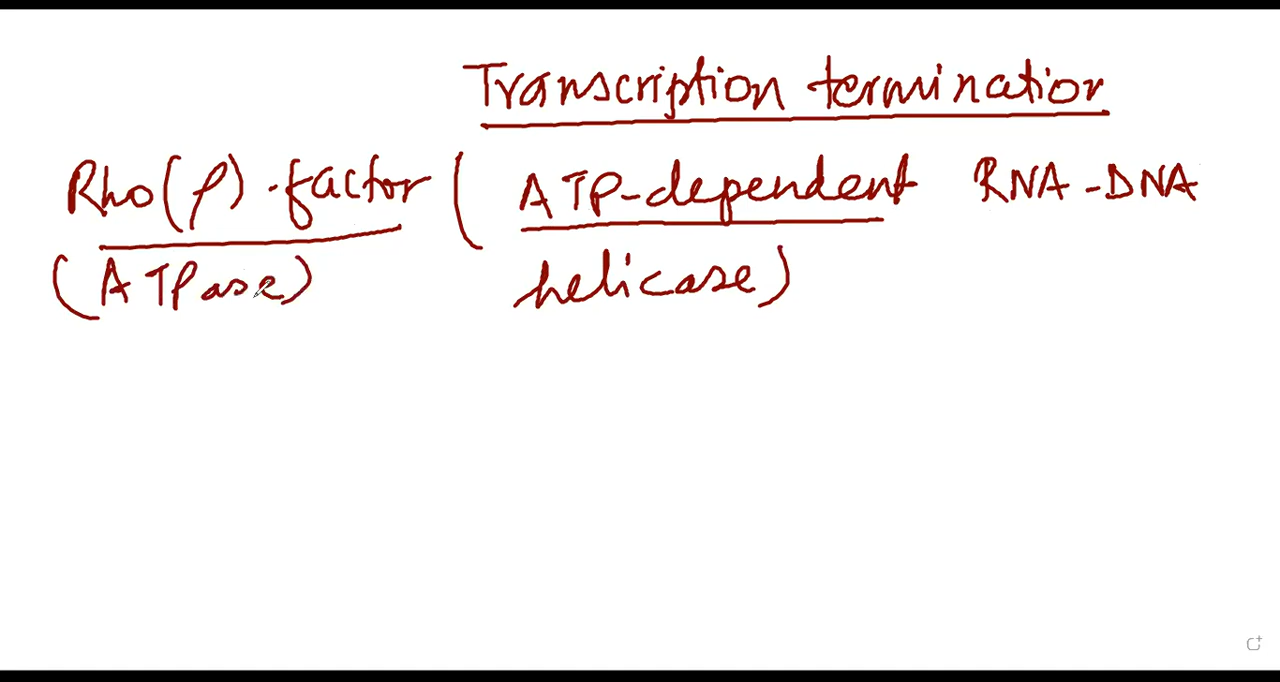 Transcription termination
Rho(ρ).factor ( ATP-dependent RNA-DNA
(ATPase) helicase)